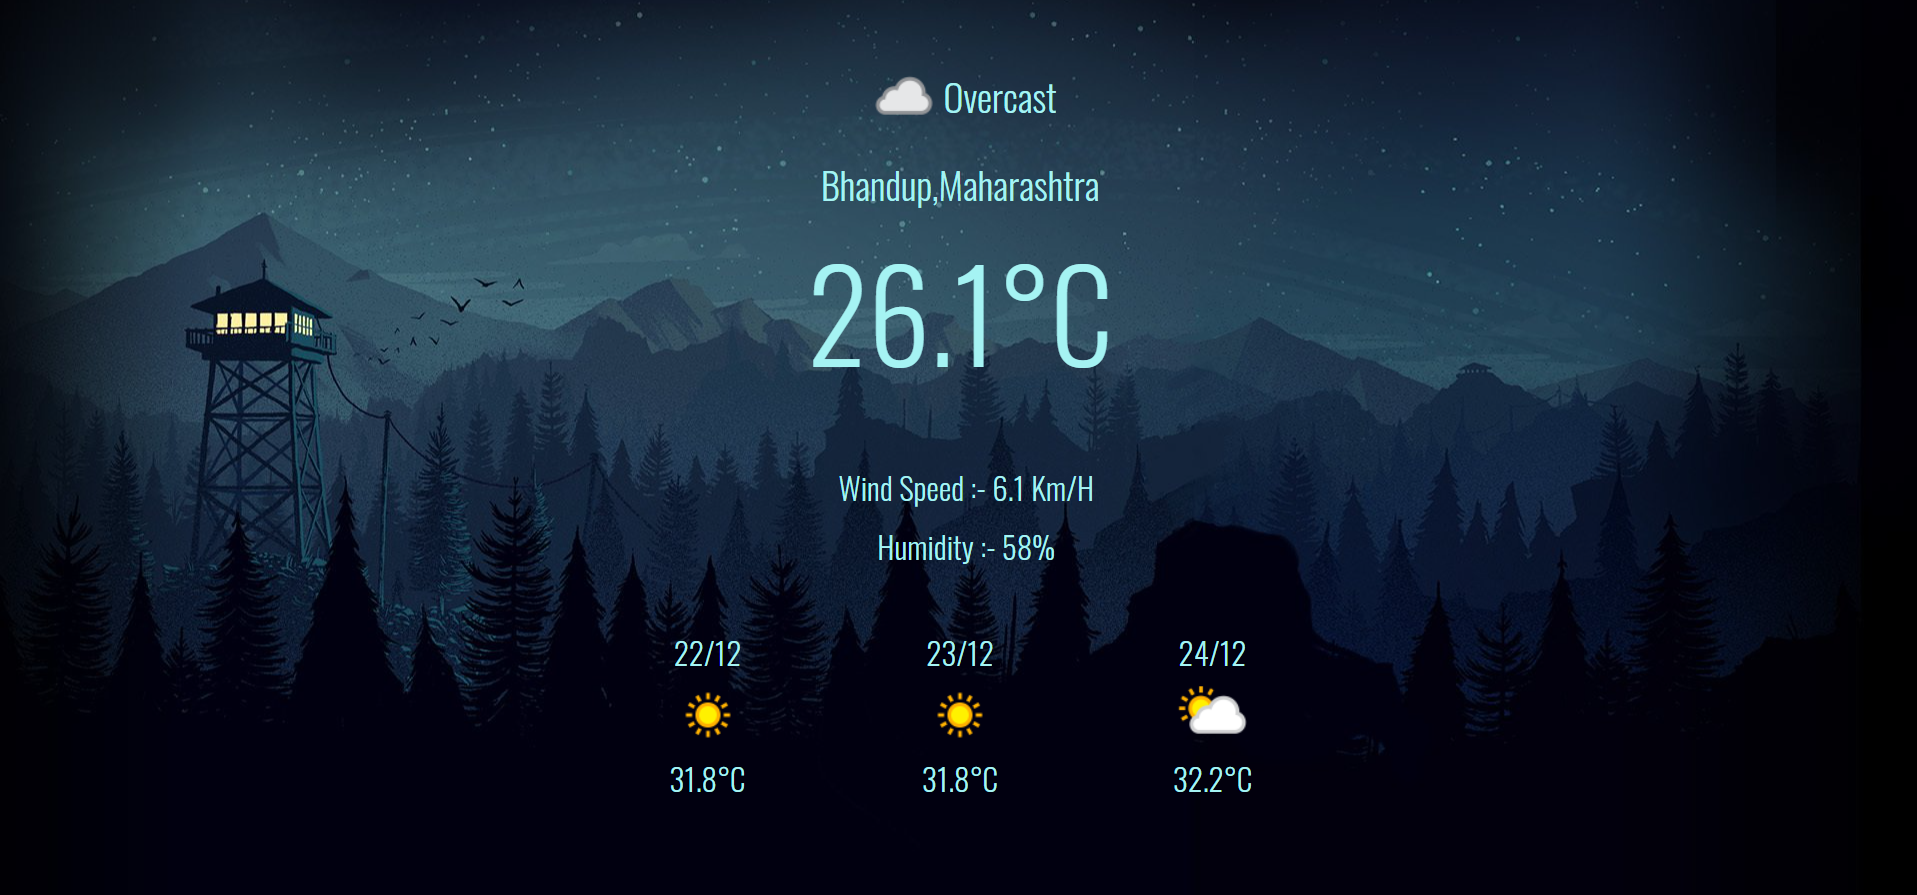 Overcast
Bhandup,Maharashtra
26.1°C
Wind Speed :- 6.1 Km/H
Humidity :- 58%
22/12 23/12 24/12
31.8°C 31.8°C 32.2°C